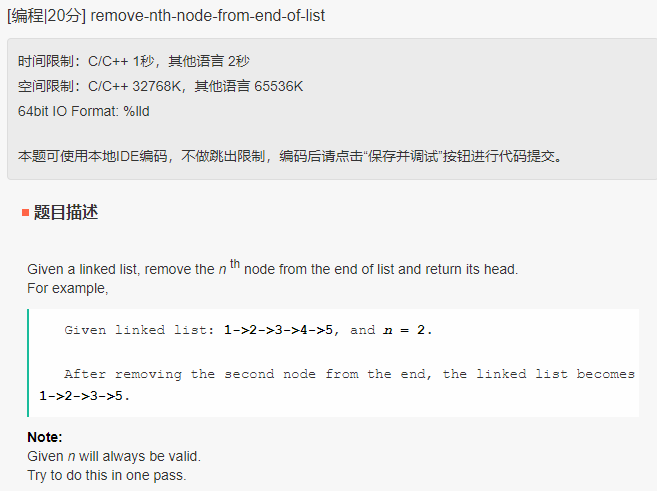 [编程|20分] remove-nth-node-from-end-of-list
时间限制：C/C++ 1秒，其他语言 2秒
空间限制：C/C++ 32768K，其他语言 65536K
64bit IO Format: %lld
本题可使用本地IDE编码，不做跳出限制，编码后请点击“保存并调试”按钮进行代码提交。
题目描述
Given a linked list, remove the n th node from the end of list and return its head.
For example,
Given linked list: 1->2->3->4->5, and n = 2.
After removing the second node from the end, the linked list becomes
1->2->3->5.
Note:
Given n will always be valid.
Try to do this in one pass.